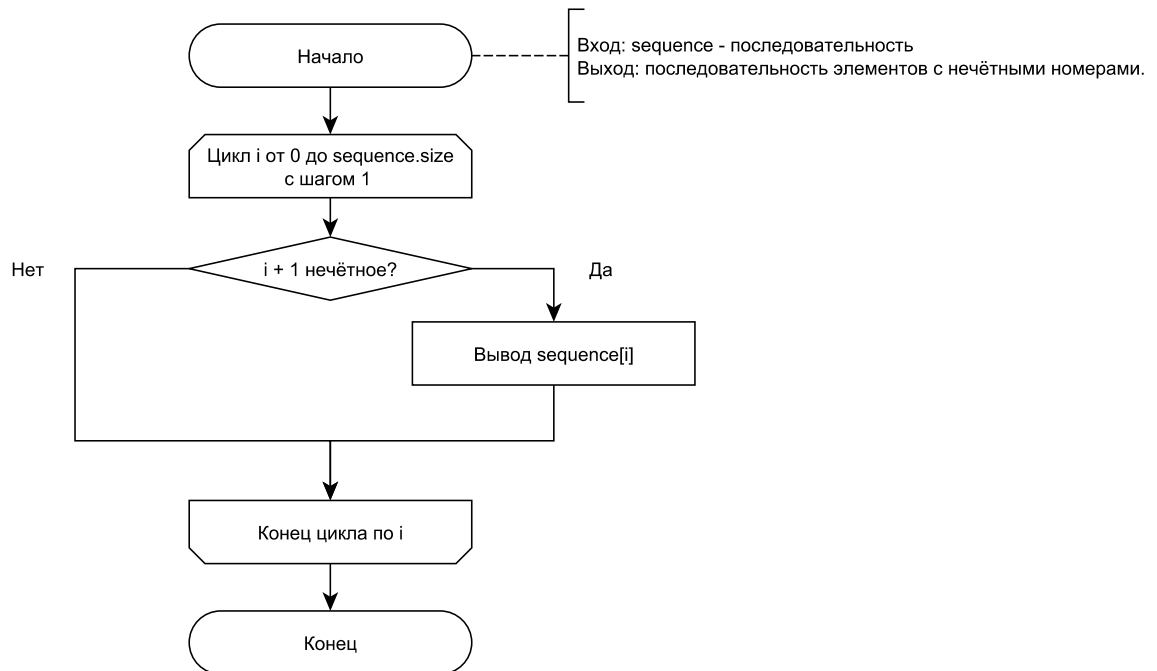 Начало
Вход: sequence - последовательность
Выход: последовательность элементов с нечётными номерами.
Цикл i от 0 до sequence.size
с шагом 1
Нет
i + 1 нечётное?
Да
Вывод sequence[i]
Конец цикла по i
Конец